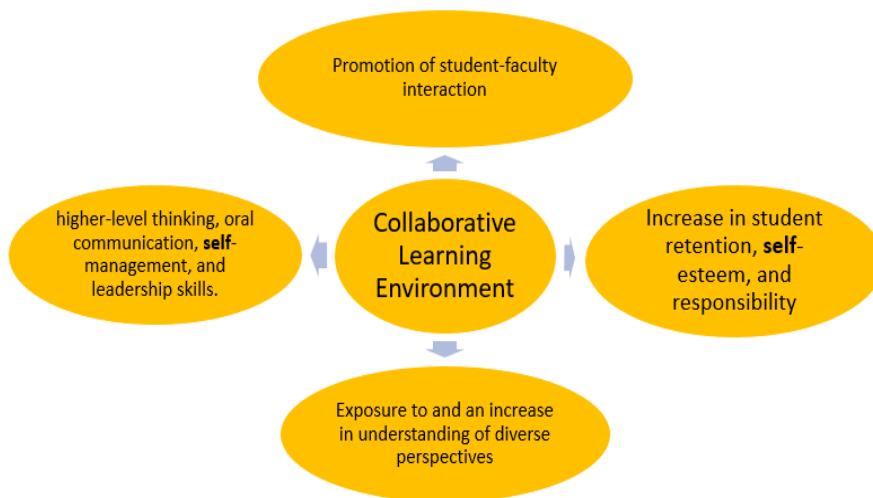 Promotion of student-faculty
interaction
higher-level thinking, oral
communication, self-
management, and
leadership skills.
Collaborative
Learning
Environment
Increase in student
retention, self-
esteem, and
responsibility
Exposure to and an increase
in understanding of diverse
perspectives